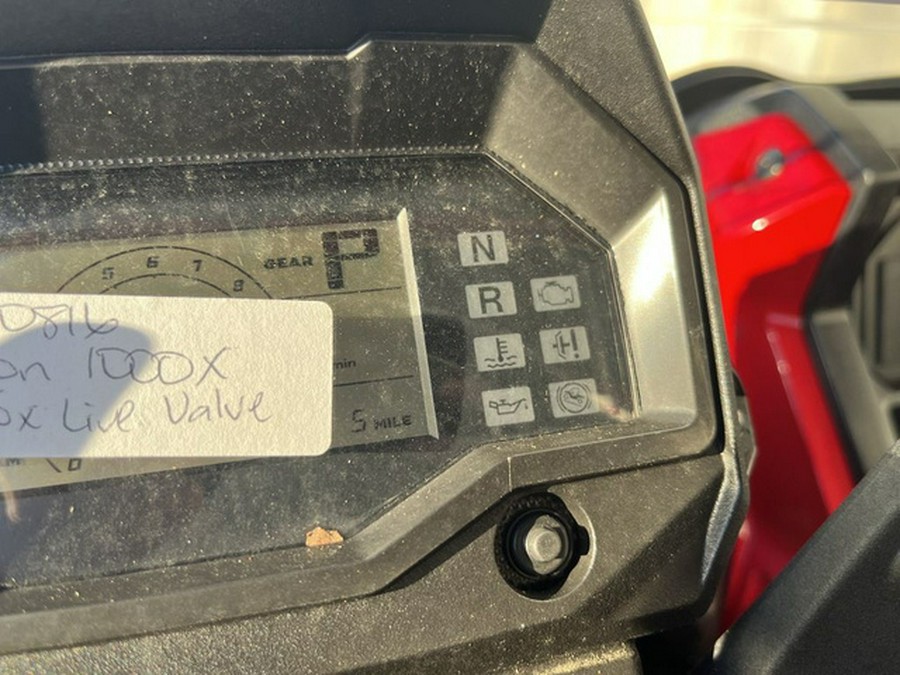 5 6 7 8 GEAR P
N
R
0816
on 1000X
ox Live Valve
min
5 MILE